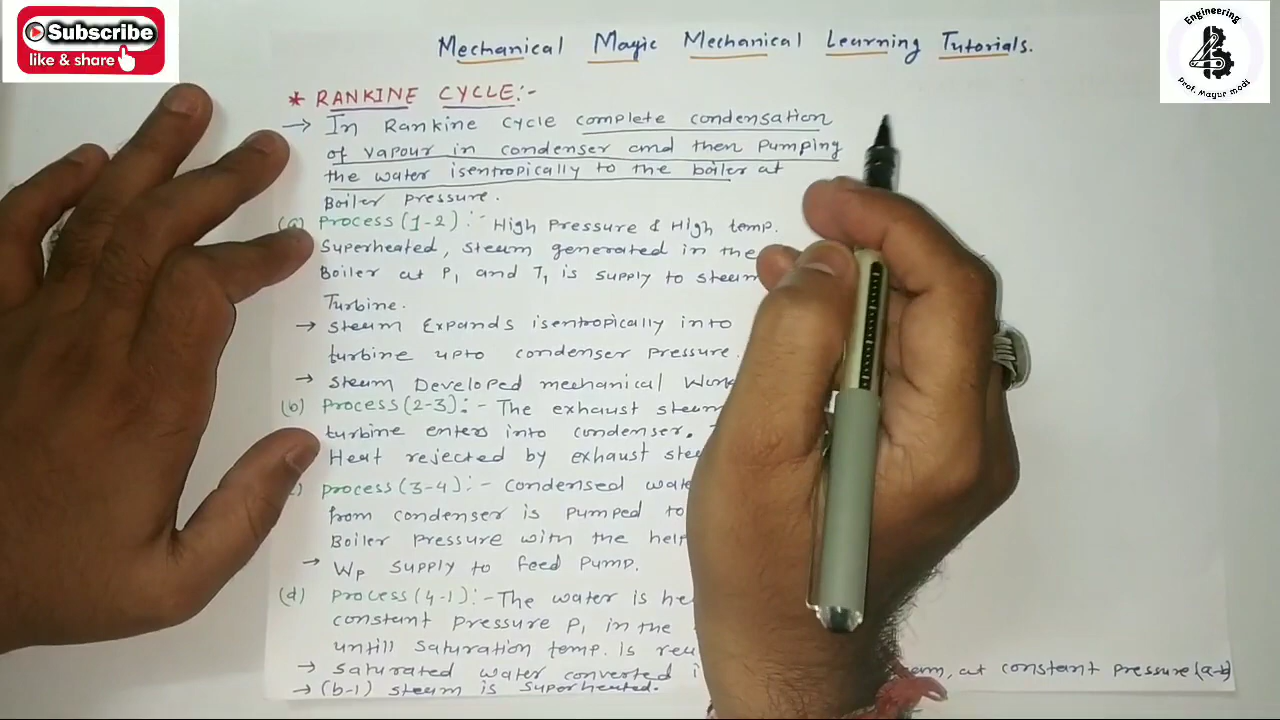 Subscribe
like & share
Engineering
Prof. Mayur modi
Mechanical Magic Mechanical Learning Tutorials.
* RANKINE CYCLE:-
→ In Rankine cycle complete condensation
of vapour in condenser and then pumping
the water isentropically to the boiler at
Boiler pressure.
(a) Process (1-2) :- High Pressure & High temp.
Superheated, steam generated in the
Boiler at P₁ and T₁ is supply to steam
Turbine.
→ steam Expands isentropically into
turbine upto condenser pressure.
→ steam Developed mechanical Work
(b) Process (2-3) :- The exhaust steam
turbine enters into condenser.
Heat rejected by exhaust
process (3-4) :- Condensed
from condenser is pumped to
Boiler pressure with the help
→ Wp supply to feed pump.
(d) Process (4-1) :- The water is
constant pressure P₁ in the
untill saturation temp. is
→ saturated water converted at constant pressure (a-b)
→ (b-1) steam is superheated.